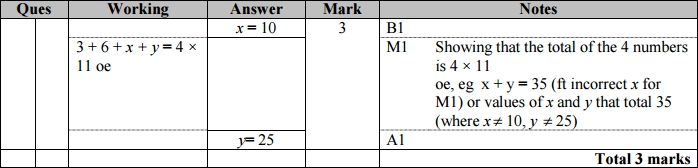 Ques Working Answer Mark Notes
x = 10 3 B1
3 + 6 + x + y = 4 × M1 Showing that the total of the 4 numbers
11 oe is 4 × 11
oe, eg x + y = 35 (ft incorrect x for
M1) or values of x and y that total 35
(where x ≠ 10, y ≠ 25)
y= 25 A1
Total 3 marks